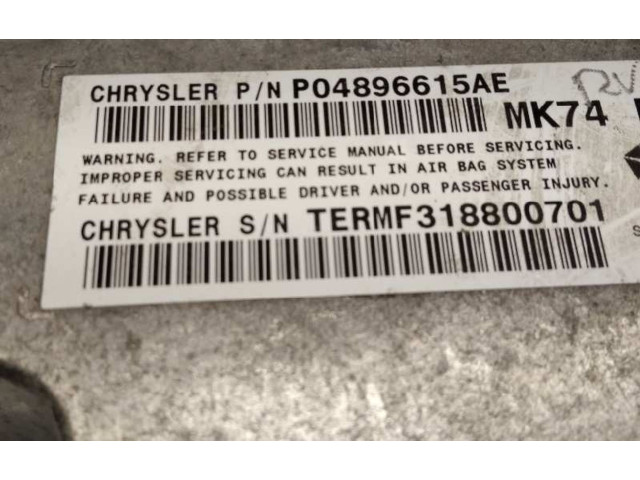 CHRYSLER P/N P04896615AE
MK74
WARNING. REFER TO SERVICE MANUAL BEFORE SERVICING.
IMPROPER SERVICING CAN RESULT IN AIR BAG SYSTEM
FAILURE AND POSSIBLE DRIVER AND/OR PASSENGER INJURY.
CHRYSLER S/N TERMF318800701